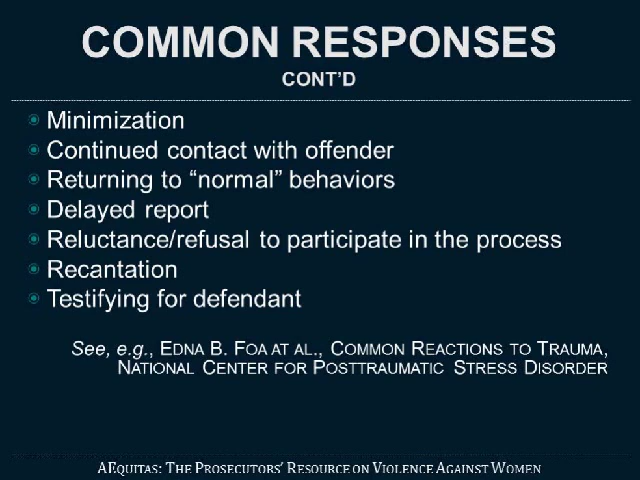 COMMON RESPONSES
CONT'D
Minimization
Continued contact with offender
Returning to “normal” behaviors
Delayed report
Reluctance/refusal to participate in the process
Recantation
Testifying for defendant
See, e.g., EDNA B. FOA AT AL., COMMON REACTIONS TO TRAUMA,
NATIONAL CENTER FOR POSTTRAUMATIC STRESS DISORDER
AEQUITAS: THE PROSECUTORS’ RESOURCE ON VIOLENCE AGAINST WOMEN